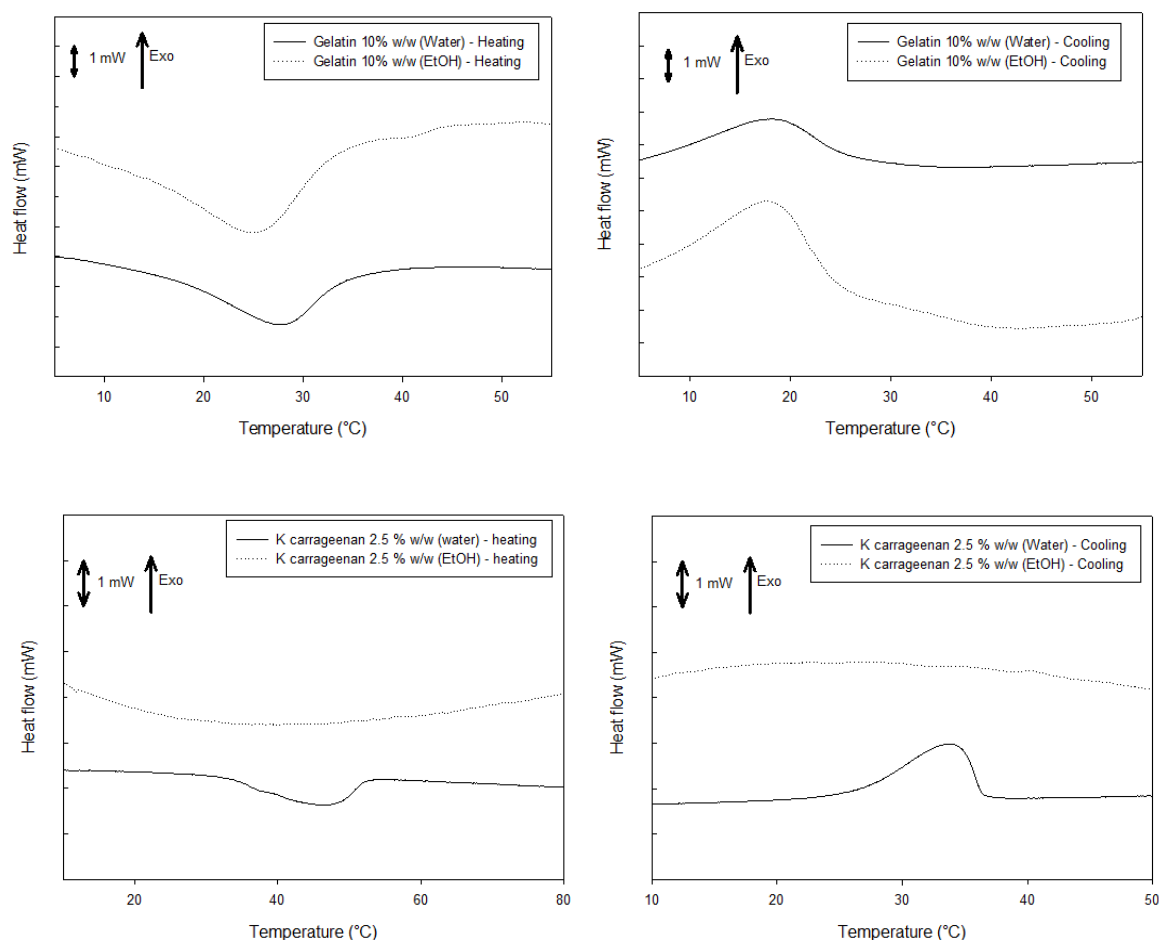 Gelatin 10% w/w (Water) - Heating
Gelatin 10% w/w (EtOH) - Heating
1 mW
Exo
Heat flow (mW)
10 20 30 40 50
Temperature (°C)
Gelatin 10% w/w (Water) - Cooling
Gelatin 10% w/w (EtOH) - Cooling
1 mW
Exo
Heat flow (mW)
10 20 30 40 50
Temperature (°C)
K carrageenan 2.5 % w/w (water) - heating
K carrageenan 2.5 % w/w (EtOH) - heating
1 mW
Exo
Heat flow (mW)
20 40 60 80
Temperature (°C)
K carrageenan 2.5 % w/w (Water) - Cooling
K carrageenan 2.5 % w/w (EtOH) - Cooling
1 mW
Exo
Heat flow (mW)
10 20 30 40 50
Temperature (°C)